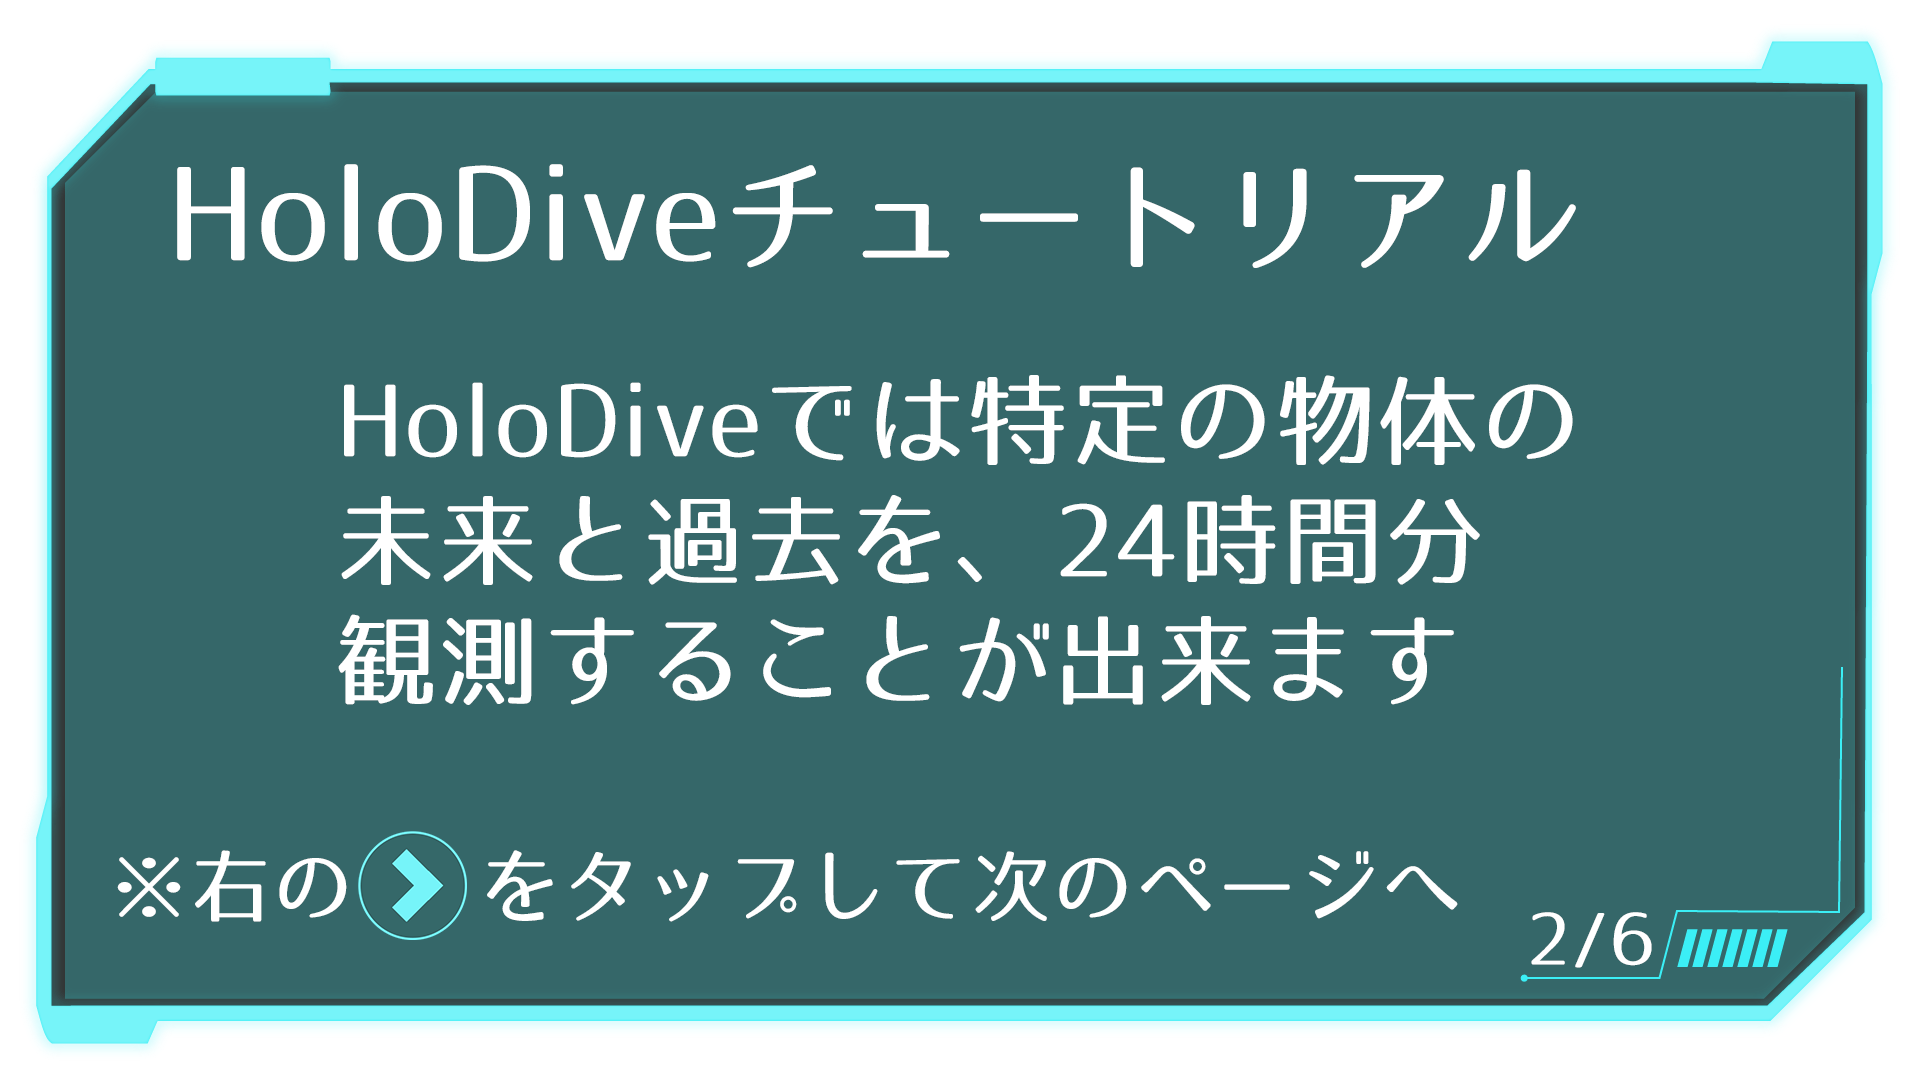 HoloDiveチュートリアル
HoloDiveでは特定の物体の
未来と過去を、24時間分
観測することが出来ます
※右の を タップして次のページへ
2/6